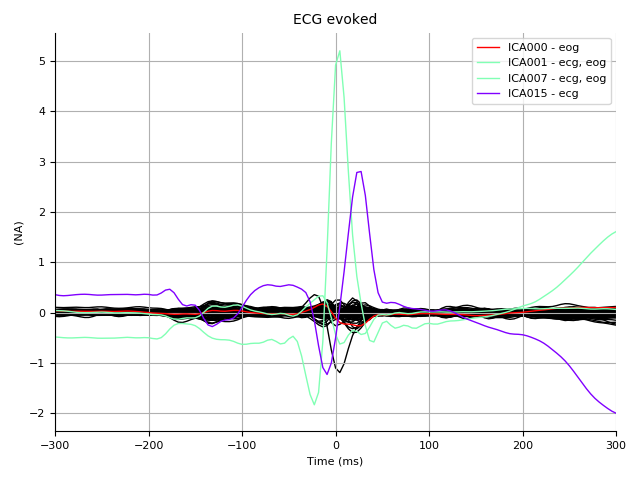 ECG evoked
ICA000 - eog
ICA001 - ecg, eog
ICA007 - ecg, eog
ICA015 - ecg
(NA)
5
4
3
2
1
0
−1
−2
−300
−200
−100
0
100
200
300
Time (ms)